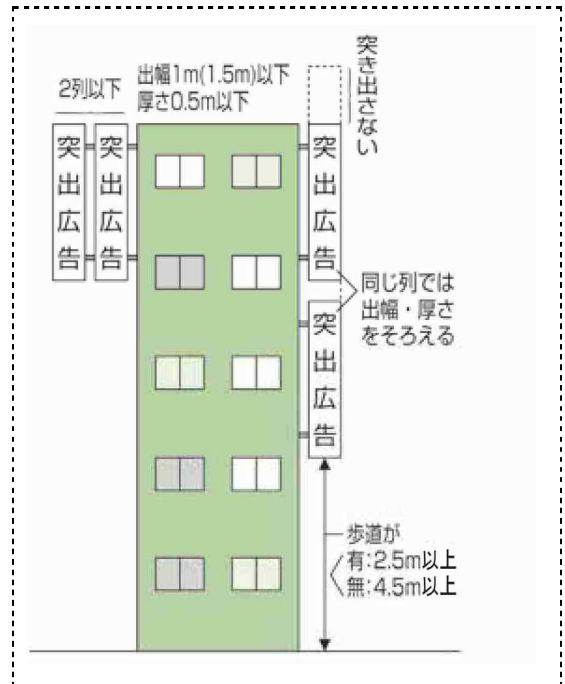 2列以下
出幅1m(1.5m)以下
厚さ0.5m以下
突き出さない
突出広告
突出広告
突出広告
同じ列では
出幅・厚さ
をそろえる
突出広告
歩道が
有:2.5m以上
無:4.5m以上